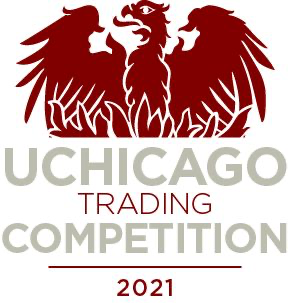 UCHICAGO
TRADING
COMPETITION
2021